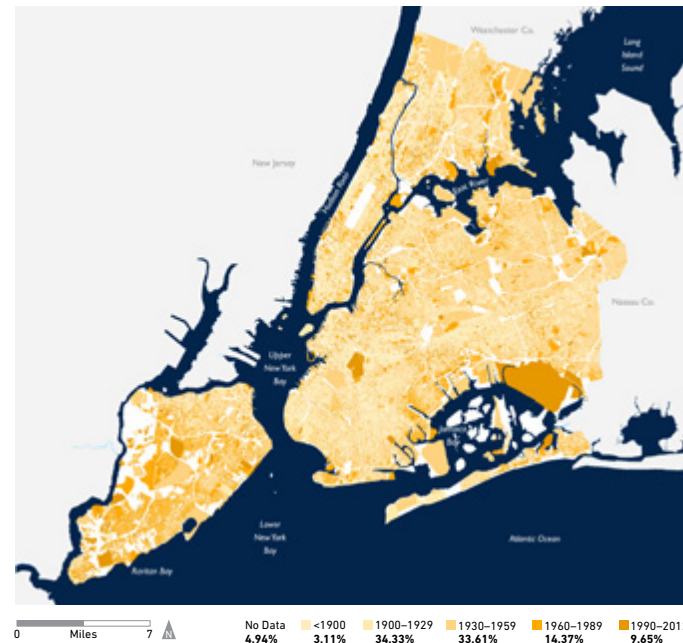 Westchester Co.
Long
Island
Sound
New Jersey
Hudson River
East River
Nassau Co.
Upper
New York
Bay
Jamaica
Bay
Lower
New York
Bay
Atlantic Ocean
Raritan Bay
0 Miles 7 N
No Data <1900 1900–1929 1930–1959 1960–1989
4.94% 3.11% 34.33% 33.61% 14.37% 9.65%